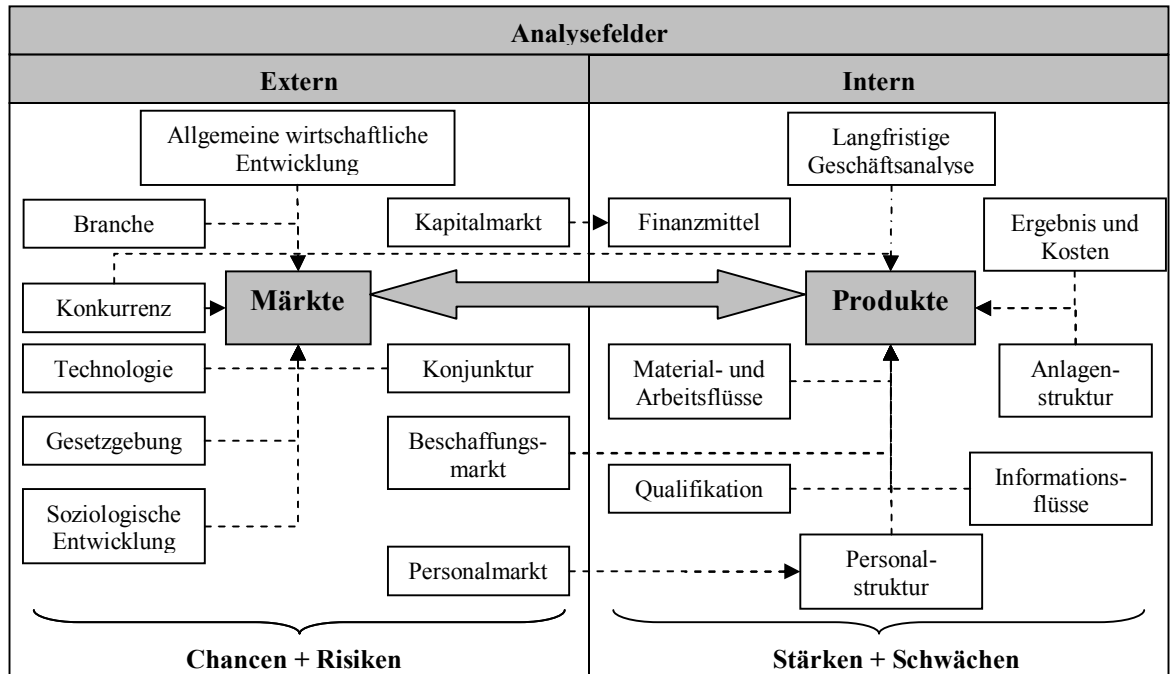 Analysefelder
Extern
Intern
Allgemeine wirtschaftliche
Entwicklung
Branche
Konkurrenz
Märkte
Technologie
Gesetzgebung
Soziologische
Entwicklung
Kapitalmarkt
Konjunktur
Beschaffungs-
markt
Personalmarkt
Chancen + Risiken
Langfristige
Geschäftsanalyse
Finanzmittel
Ergebnis und
Kosten
Produkte
Material- und
Arbeitsflüsse
Anlagen-
struktur
Qualifikation
Informations-
flüsse
Personal-
struktur
Stärken + Schwächen